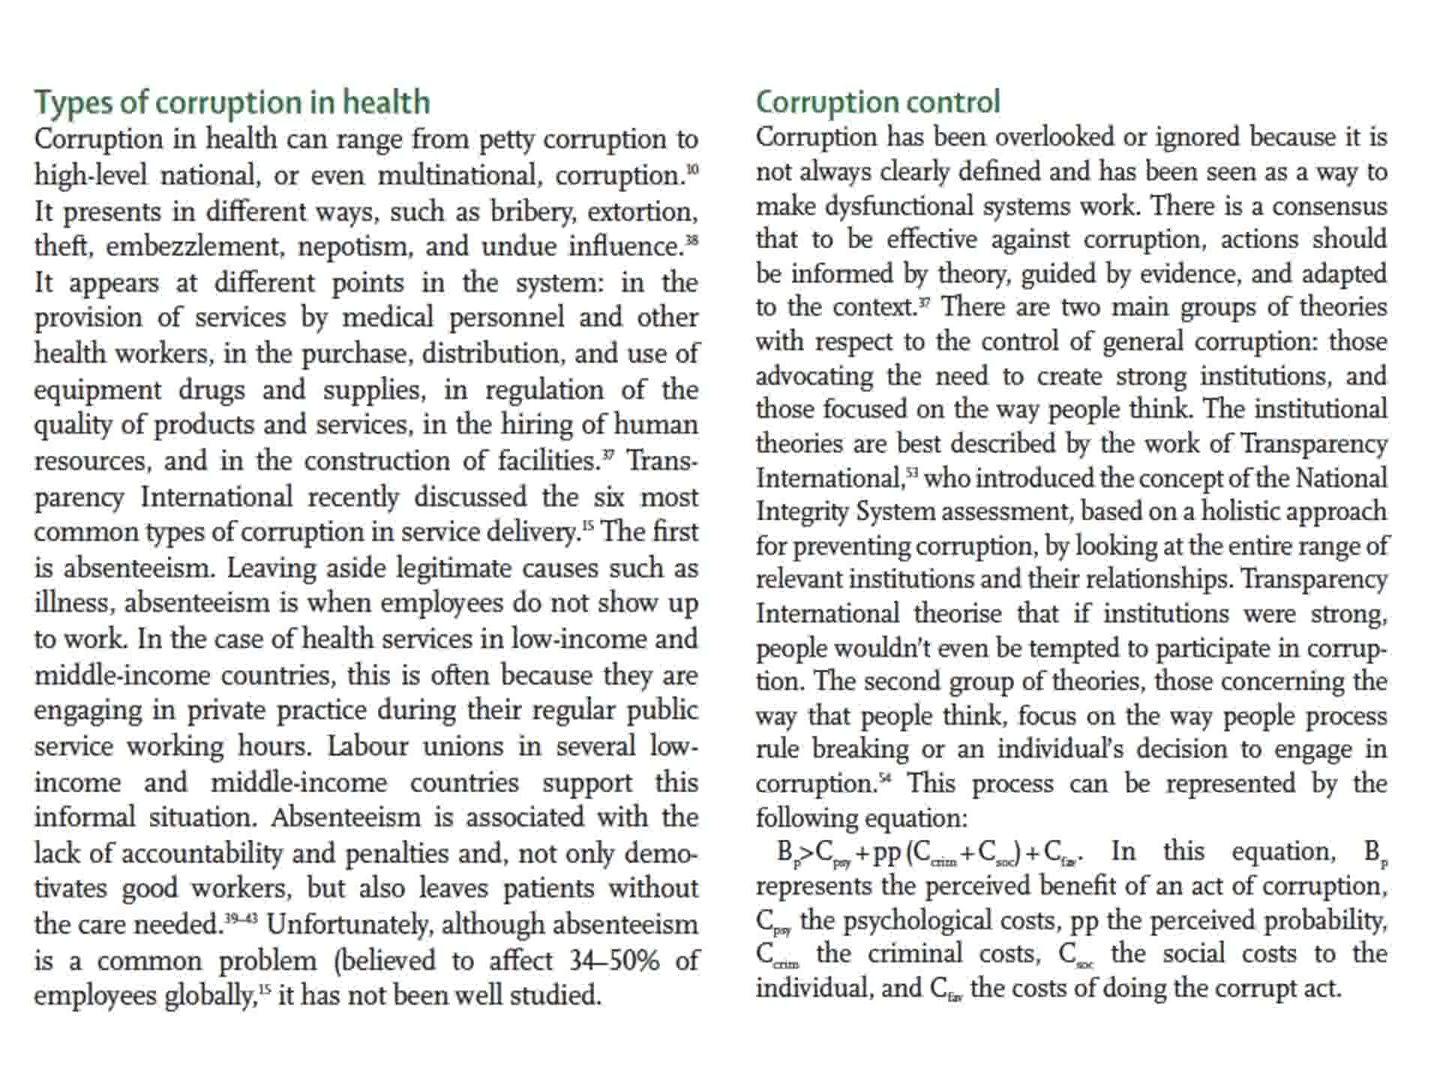 Types of corruption in health
Corruption in health can range from petty corruption to
high-level national, or even multinational, corruption.¹⁰
It presents in different ways, such as bribery, extortion,
theft, embezzlement, nepotism, and undue influence.³⁸
It appears at different points in the system: in the
provision of services by medical personnel and other
health workers, in the purchase, distribution, and use of
equipment drugs and supplies, in regulation of the
quality of products and services, in the hiring of human
resources, and in the construction of facilities.³⁷ Trans-
parency International recently discussed the six most
common types of corruption in service delivery.¹⁵ The first
is absenteeism. Leaving aside legitimate causes such as
illness, absenteeism is when employees do not show up
to work. In the case of health services in low-income and
middle-income countries, this is often because they are
engaging in private practice during their regular public
service working hours. Labour unions in several low-
income and middle-income countries support this
informal situation. Absenteeism is associated with the
lack of accountability and penalties and, not only demo-
tivates good workers, but also leaves patients without
the care needed.³⁹⁻⁴³ Unfortunately, although absenteeism
is a common problem (believed to affect 34–50% of
employees globally,¹⁵ it has not been well studied.
Corruption control
Corruption has been overlooked or ignored because it is
not always clearly defined and has been seen as a way to
make dysfunctional systems work. There is a consensus
that to be effective against corruption, actions should
be informed by theory, guided by evidence, and adapted
to the context.³⁷ There are two main groups of theories
with respect to the control of general corruption: those
advocating the need to create strong institutions, and
those focused on the way people think. The institutional
theories are best described by the work of Transparency
International,⁵³ who introduced the concept of the National
Integrity System assessment, based on a holistic approach
for preventing corruption, by looking at the entire range of
relevant institutions and their relationships. Transparency
International theorise that if institutions were strong,
people wouldn't even be tempted to participate in corrup-
tion. The second group of theories, those concerning the
way that people think, focus on the way people process
rule breaking or an individual's decision to engage in
corruption.⁵⁴ This process can be represented by the
following equation:
Bp>Cpsy+pp(Ccrim+Csoc)+Cfav. In this equation, Bp
represents the perceived benefit of an act of corruption,
Cpsy the psychological costs, pp the perceived probability,
Ccrim the criminal costs, Csoc the social costs to the
individual, and Cfav the costs of doing the corrupt act.